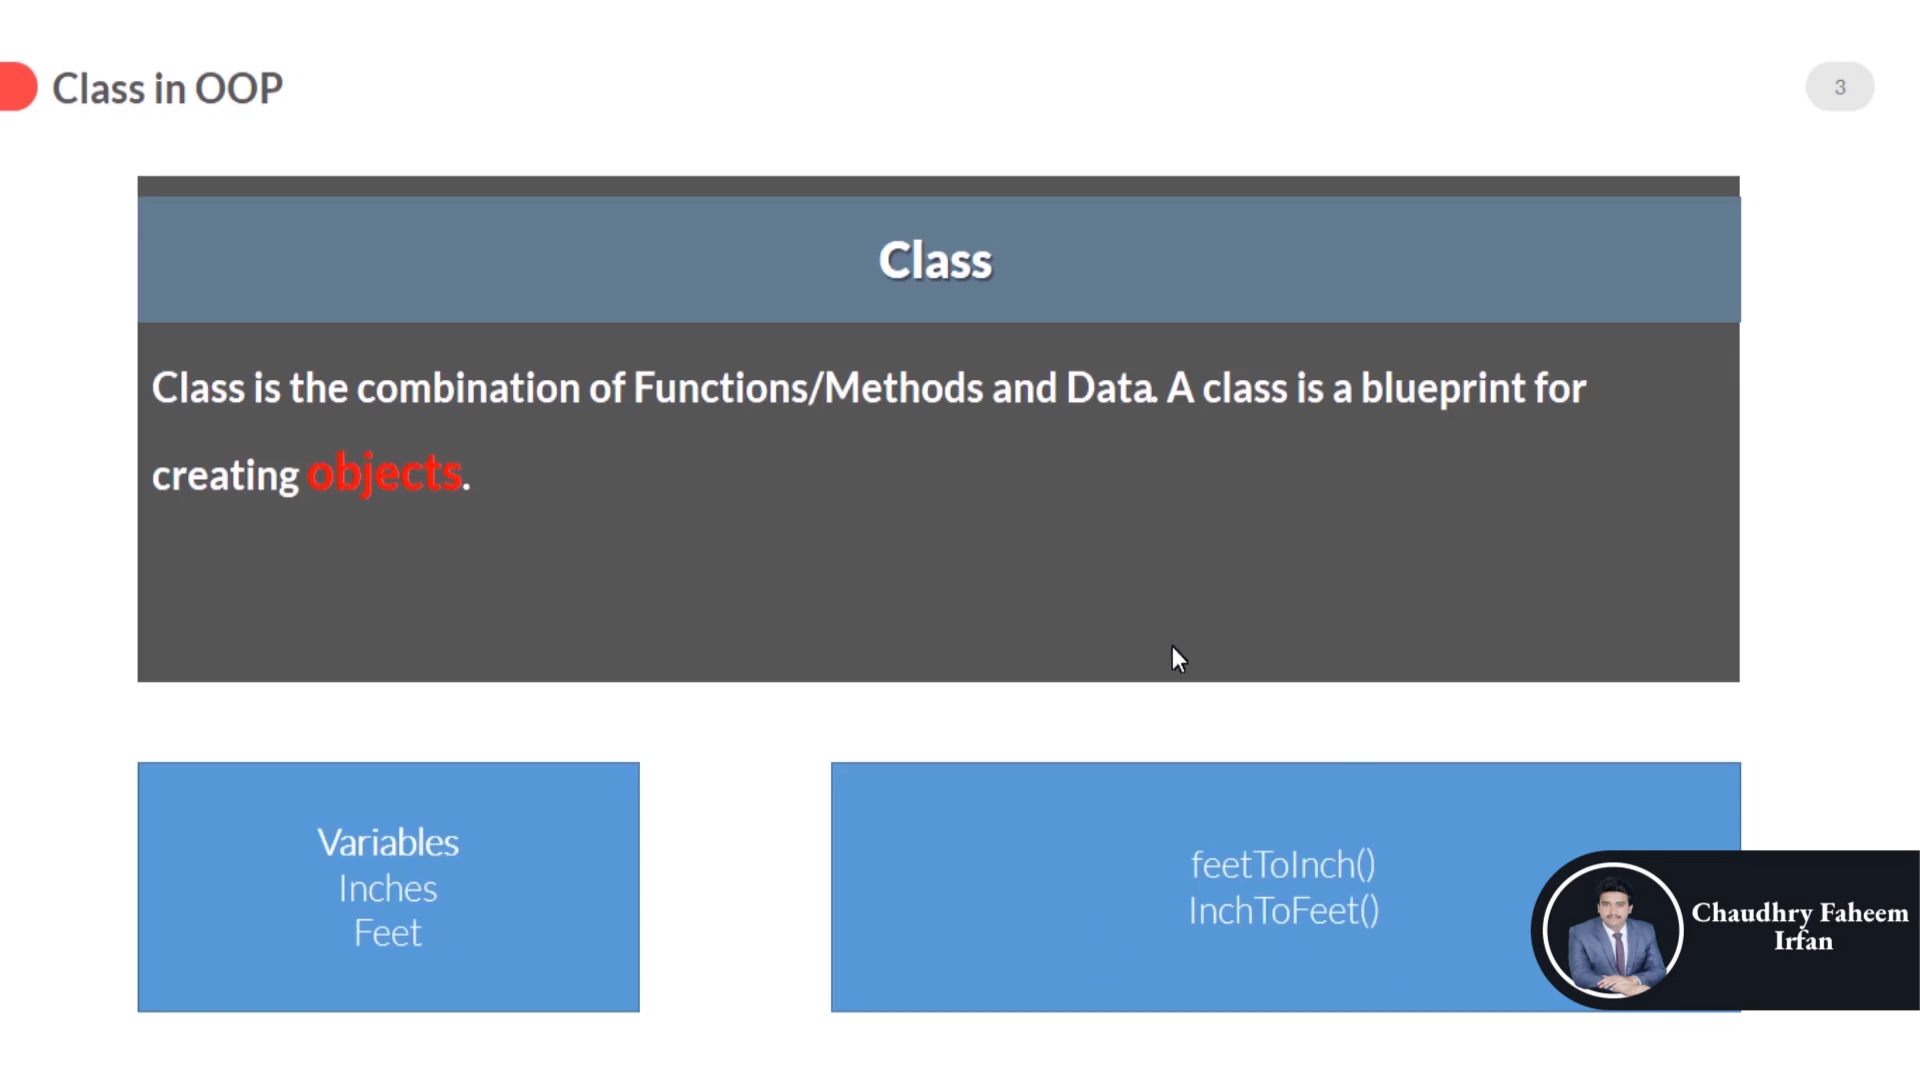 Class in OOP
3
Class
Class is the combination of Functions/Methods and Data. A class is a blueprint for
creating objects.
Variables
Inches
Feet
feetToInch()
InchToFeet()
Chaudhry Faheem
Irfan